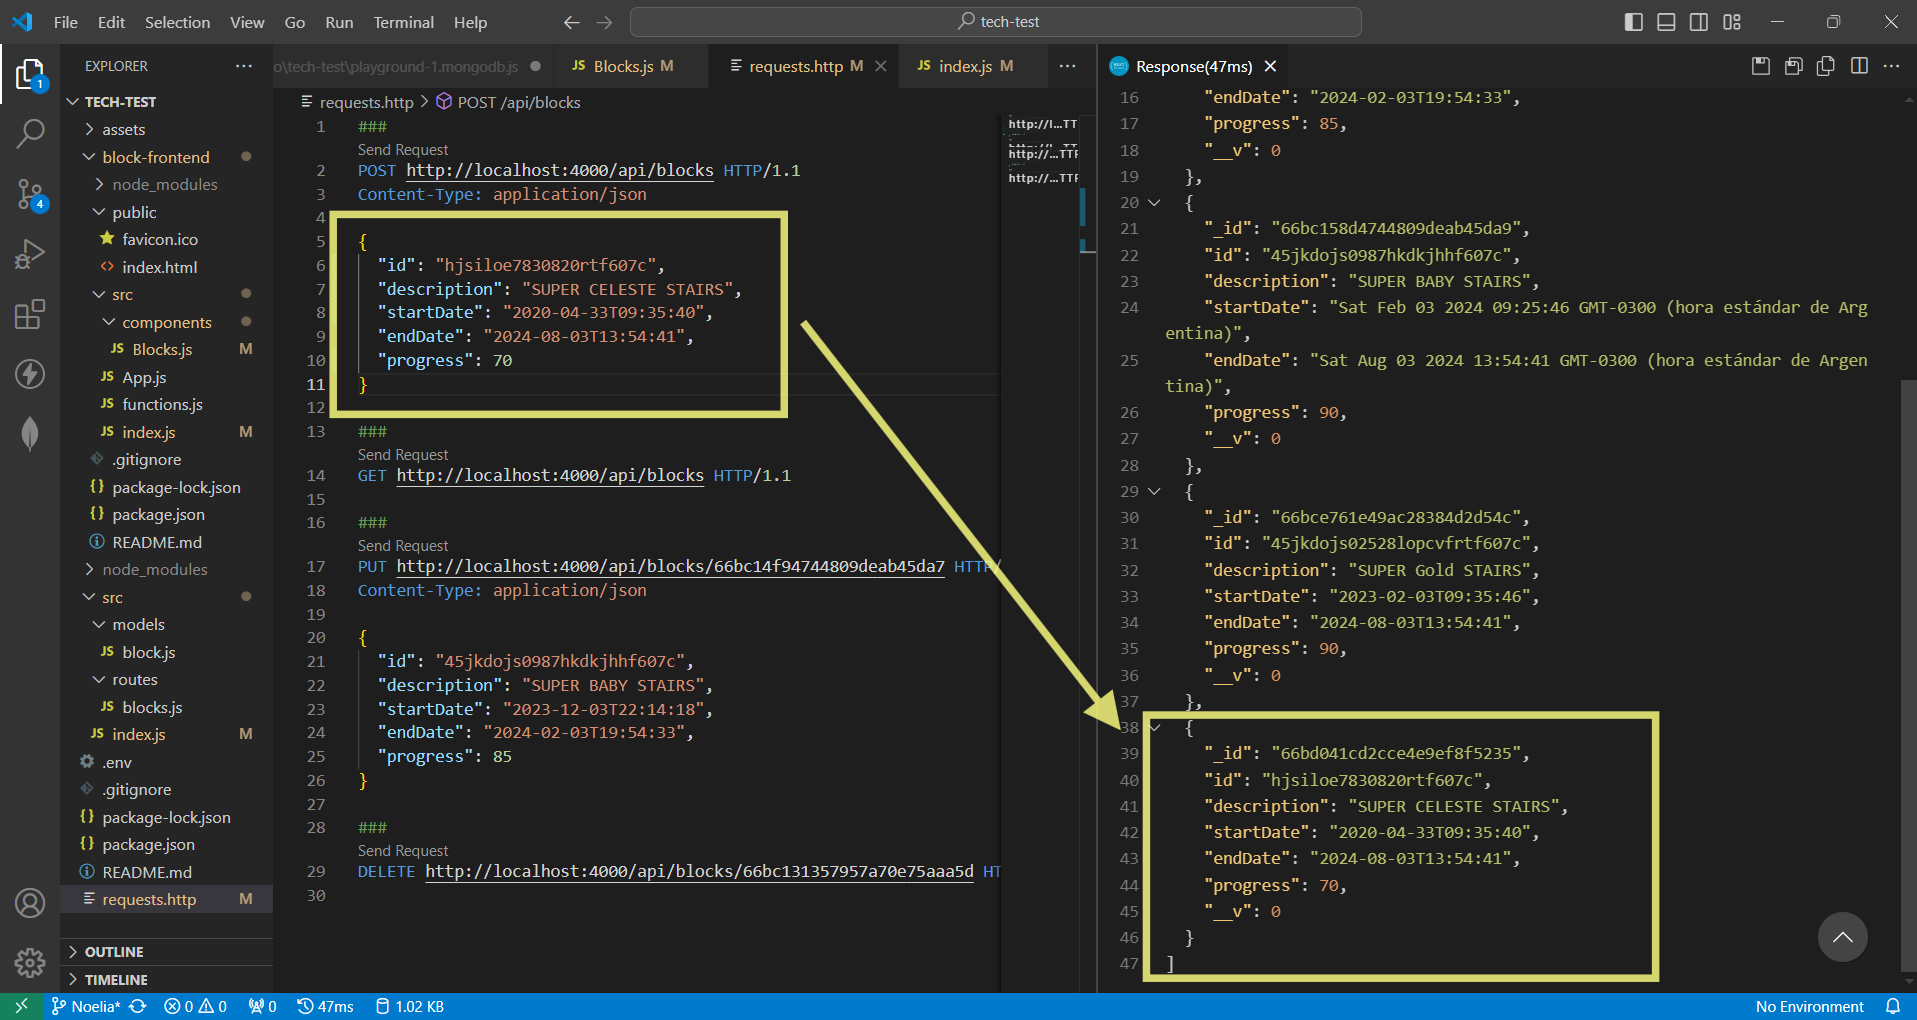 File Edit Selection View Go Run Terminal Help
tech-test
EXPLORER
TECH-TEST
assets
block-frontend
node_modules
public
favicon.ico
index.html
src
components
Blocks.js M
App.js
functions.js
index.js M
.gitignore
package-lock.json
package.json
README.md
node_modules
src
models
block.js
routes
blocks.js
index.js M
.env
.gitignore
package-lock.json
package.json
README.md
requests.http M
OUTLINE
TIMELINE
1
4
o\tech-test\playground-1.mongodb.js
JS Blocks.js M
requests.http M
JS index.js M
requests.http > POST /api/blocks
1 ###
Send Request
2 POST http://localhost:4000/api/blocks HTTP/1.1
3 Content-Type: application/json
4
5 {
6 "id": "hjsiloe7830820rtf607c",
7 "description": "SUPER CELESTE STAIRS",
8 "startDate": "2020-04-33T09:35:40",
9 "endDate": "2024-08-03T13:54:41",
10 "progress": 70
11 }
12
13 ###
Send Request
14 GET http://localhost:4000/api/blocks HTTP/1.1
15
16 ###
Send Request
17 PUT http://localhost:4000/api/blocks/66bc14f94744809deab45da7 HTTP/
18 Content-Type: application/json
19
20 {
21 "id": "45jkdojs0987hkdkjhhf607c",
22 "description": "SUPER BABY STAIRS",
23 "startDate": "2023-12-03T22:14:18",
24 "endDate": "2024-02-03T19:54:33",
25 "progress": 85
26 }
27
28 ###
Send Request
29 DELETE http://localhost:4000/api/blocks/66bc131357957a70e75aaa5d HT
30
http://l…TT
http://…TTF
http://…TTF
Response(47ms)
16 "endDate": "2024-02-03T19:54:33",
17 "progress": 85,
18 "__v": 0
19 },
20 {
21 "_id": "66bc158d4744809deab45da9",
22 "id": "45jkdojs0987hkdkjhhf607c",
23 "description": "SUPER BABY STAIRS",
24 "startDate": "Sat Feb 03 2024 09:25:46 GMT-0300 (hora estándar de Arg
entina)",
25 "endDate": "Sat Aug 03 2024 13:54:41 GMT-0300 (hora estándar de Argen
tina)",
26 "progress": 90,
27 "__v": 0
28 },
29 {
30 "_id": "66bce761e49ac28384d2d54c",
31 "id": "45jkdojs02528lopcvfrtf607c",
32 "description": "SUPER Gold STAIRS",
33 "startDate": "2023-02-03T09:35:46",
34 "endDate": "2024-08-03T13:54:41",
35 "progress": 90,
36 "__v": 0
37 },
38 {
39 "_id": "66bd041cd2cce4e9ef8f5235",
40 "id": "hjsiloe7830820rtf607c",
41 "description": "SUPER CELESTE STAIRS",
42 "startDate": "2020-04-33T09:35:40",
43 "endDate": "2024-08-03T13:54:41",
44 "progress": 70,
45 "__v": 0
46 }
47 ]
Noelia* 0 0 0 47ms 1.02 KB No Environment